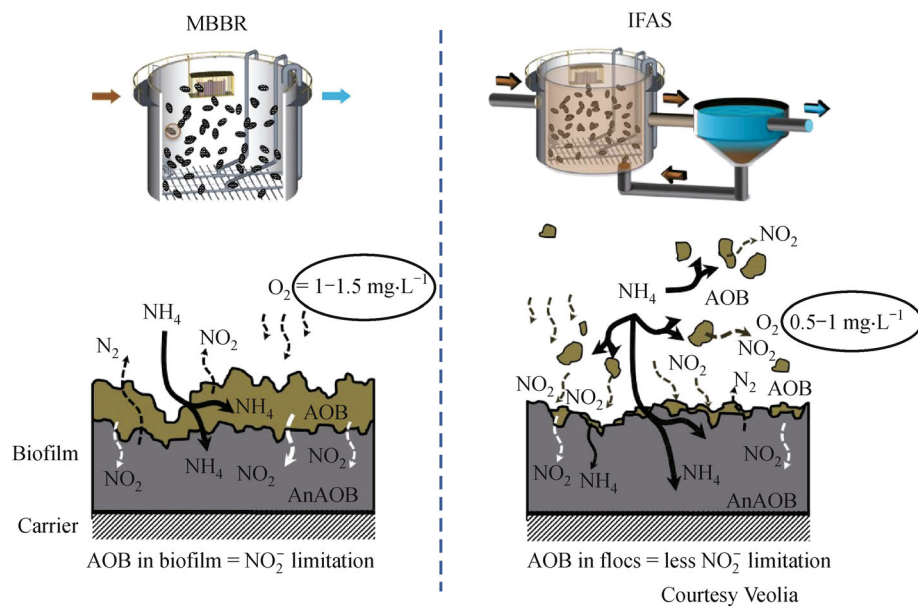 MBBR
O₂ = 1−1.5 mg·L⁻¹
NH₄
N₂
NO₂
NH₄
AOB
Biofilm
NO₂
NH₄
NO₂
NO₂
AnAOB
Carrier
AOB in biofilm = NO₂⁻ limitation
IFAS
NO₂
NH₄
AOB
O₂ 0.5−1 mg·L⁻¹
NO₂
NO₂
NO₂
NO₂
N₂
AOB
NO₂
NH₄
NH₄
NO₂
AnAOB
AOB in flocs = less NO₂⁻ limitation
Courtesy Veolia